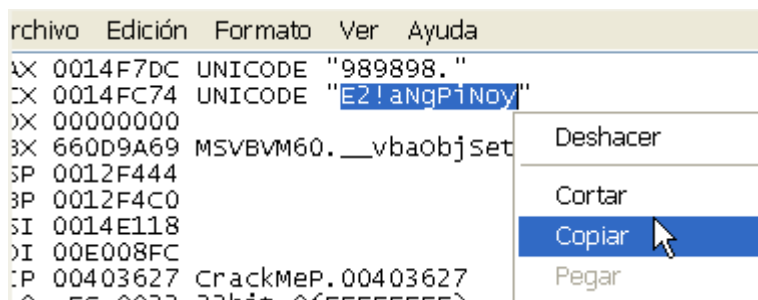 rchivo Edición Formato Ver Ayuda
AX 0014F7DC UNICODE "989898."
CX 0014FC74 UNICODE "E2!aNgPiNoy"
DX 00000000
BX 660D9A69 MSVBVM60.__vbaObjSet
SP 0012F444
BP 0012F4C0
SI 0014E118
DI 00E008FC
IP 00403627 CrackMeP.00403627
Deshacer
Cortar
Copiar
Pegar